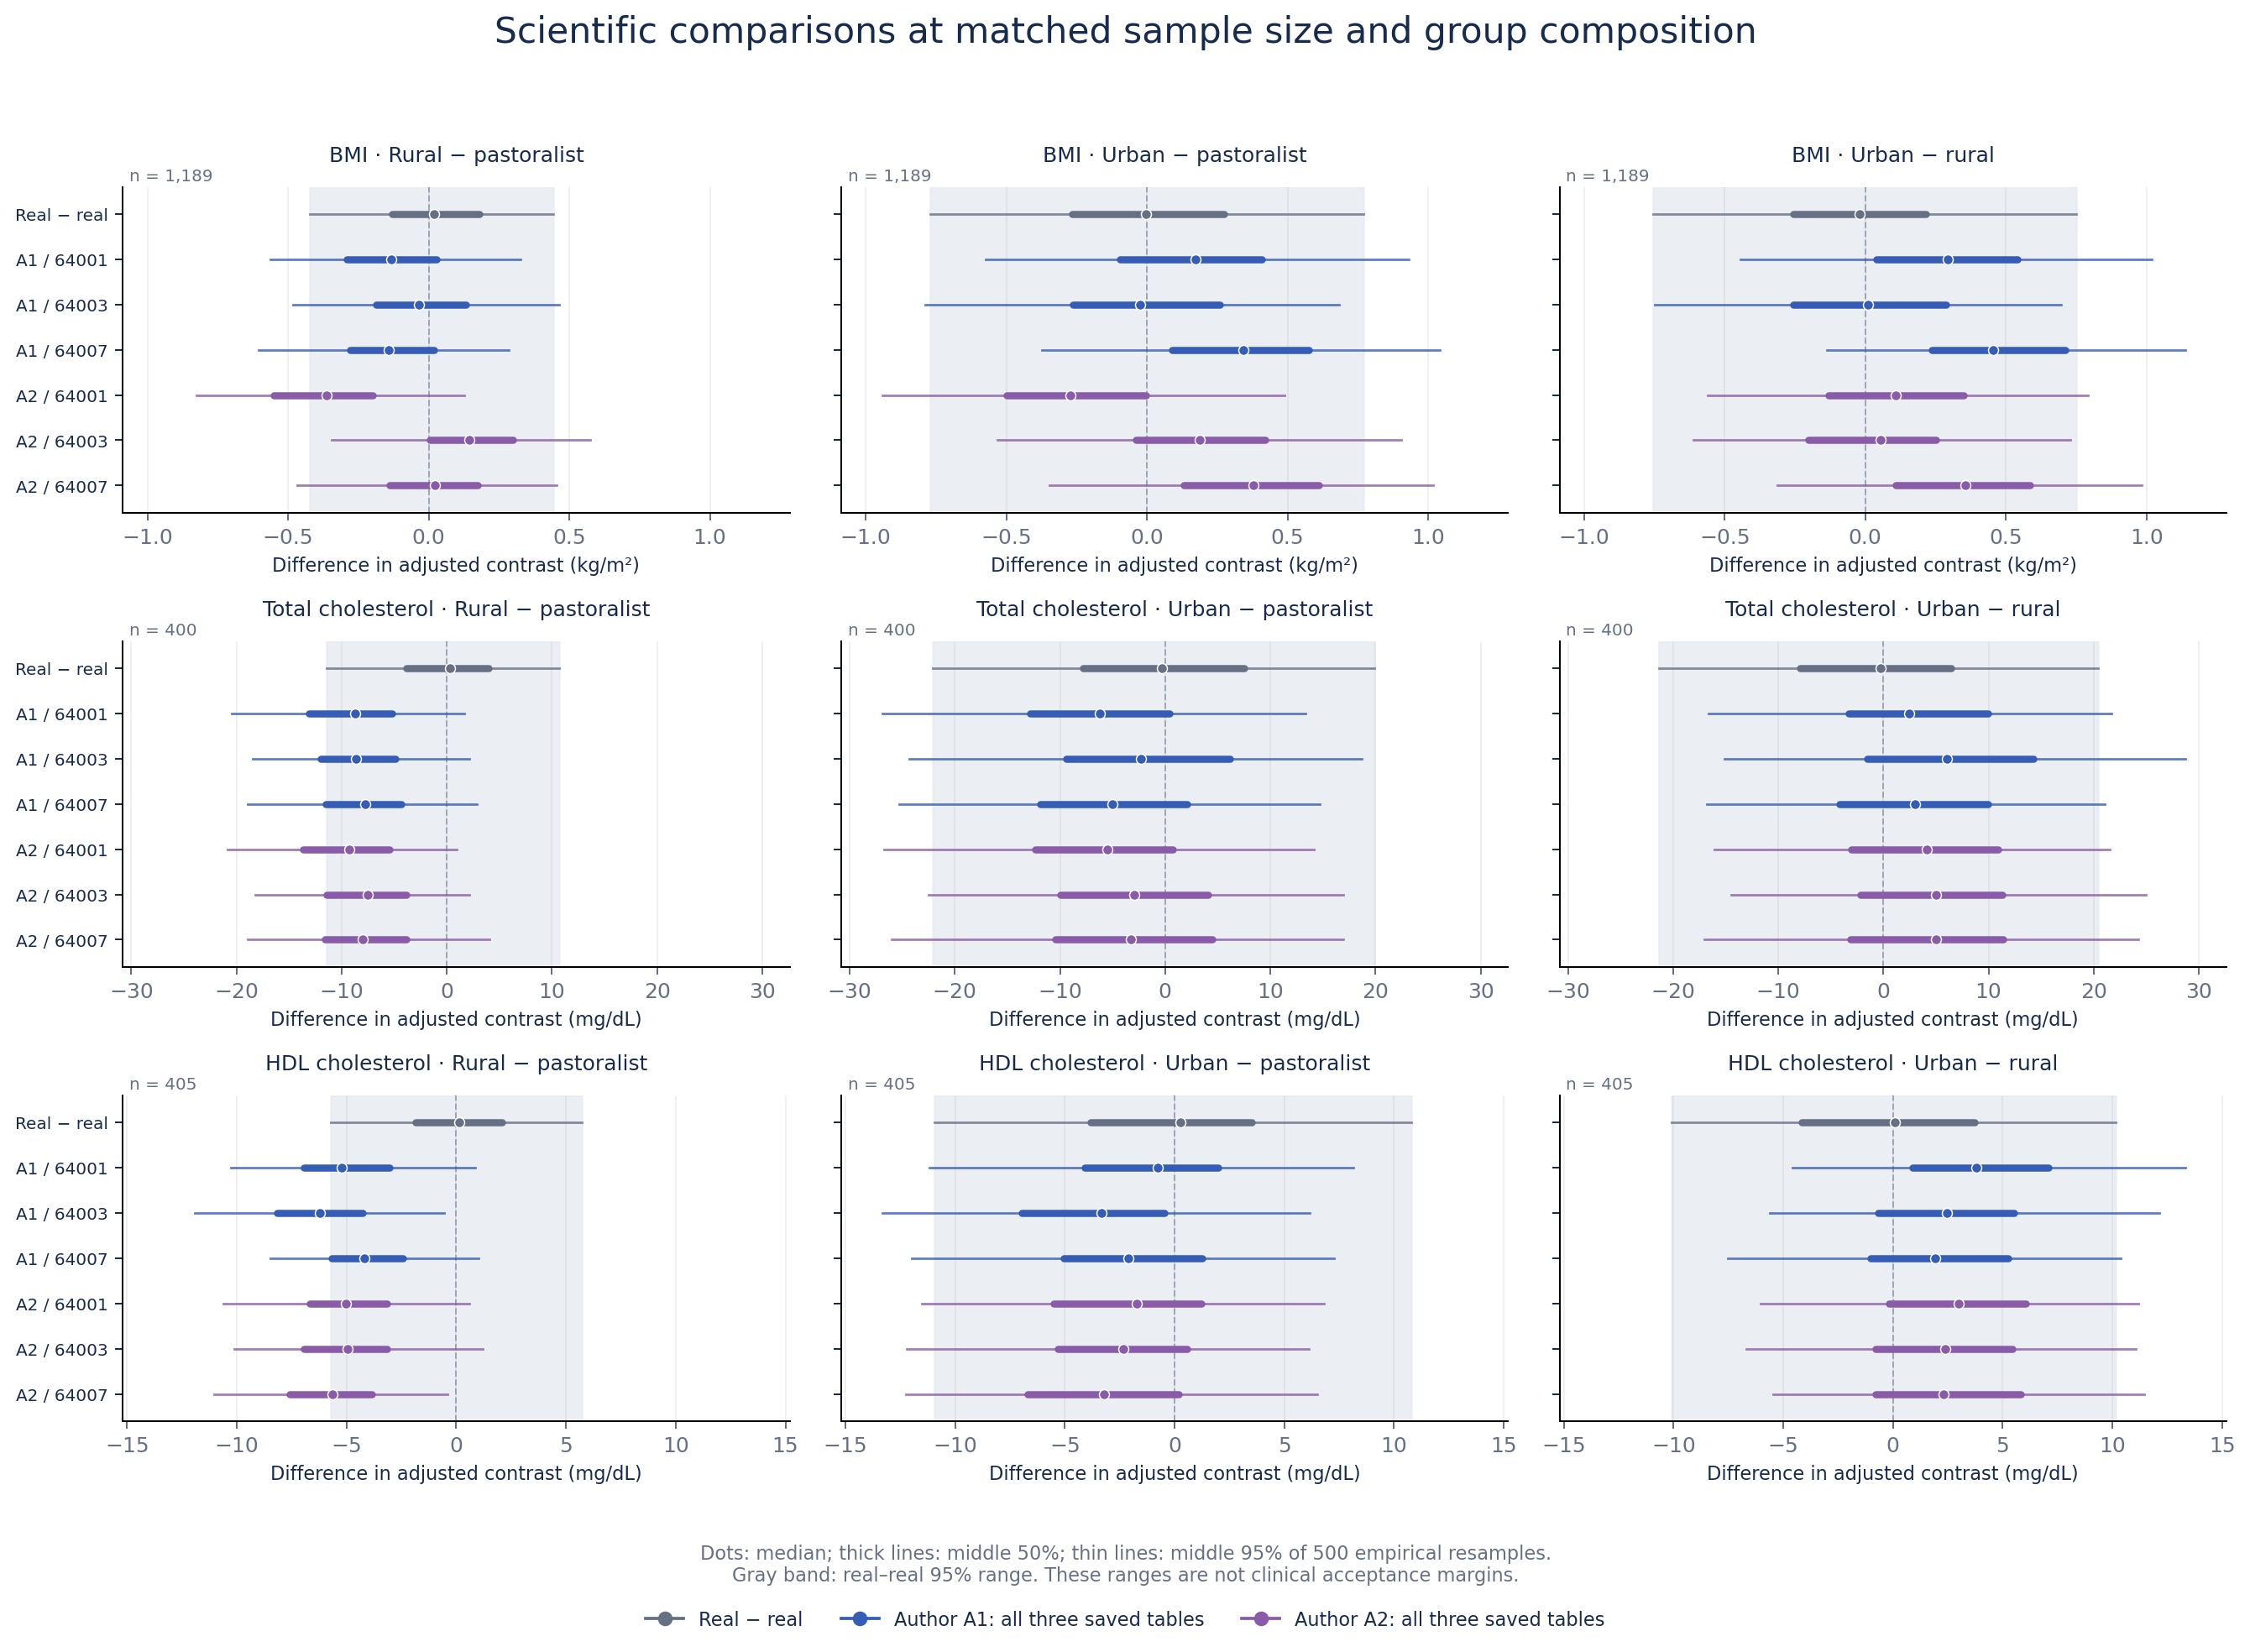 Scientific comparisons at matched sample size and group composition
BMI · Rural − pastoralist
n = 1,189
Real − real
A1 / 64001
A1 / 64003
A1 / 64007
A2 / 64001
A2 / 64003
A2 / 64007
−1.0 −0.5 0.0 0.5 1.0
Difference in adjusted contrast (kg/m²)
BMI · Urban − pastoralist
n = 1,189
−1.0 −0.5 0.0 0.5 1.0
Difference in adjusted contrast (kg/m²)
BMI · Urban − rural
n = 1,189
−1.0 −0.5 0.0 0.5 1.0
Difference in adjusted contrast (kg/m²)
Total cholesterol · Rural − pastoralist
n = 400
Real − real
A1 / 64001
A1 / 64003
A1 / 64007
A2 / 64001
A2 / 64003
A2 / 64007
−30 −20 −10 0 10 20 30
Difference in adjusted contrast (mg/dL)
Total cholesterol · Urban − pastoralist
n = 400
−30 −20 −10 0 10 20 30
Difference in adjusted contrast (mg/dL)
Total cholesterol · Urban − rural
n = 400
−30 −20 −10 0 10 20 30
Difference in adjusted contrast (mg/dL)
HDL cholesterol · Rural − pastoralist
n = 405
Real − real
A1 / 64001
A1 / 64003
A1 / 64007
A2 / 64001
A2 / 64003
A2 / 64007
−15 −10 −5 0 5 10 15
Difference in adjusted contrast (mg/dL)
HDL cholesterol · Urban − pastoralist
n = 405
−15 −10 −5 0 5 10 15
Difference in adjusted contrast (mg/dL)
HDL cholesterol · Urban − rural
n = 405
−15 −10 −5 0 5 10 15
Difference in adjusted contrast (mg/dL)
Dots: median; thick lines: middle 50%; thin lines: middle 95% of 500 empirical resamples.
Gray band: real–real 95% range. These ranges are not clinical acceptance margins.
Real − real
Author A1: all three saved tables
Author A2: all three saved tables